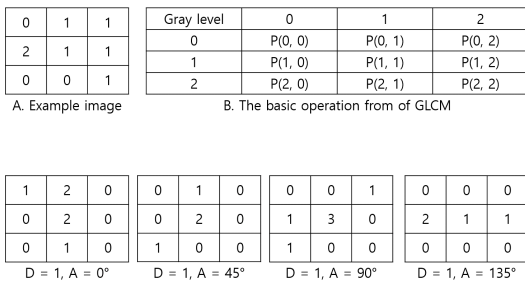 0 1 1
2 1 1
0 0 1
A. Example image
Gray level 0 1 2
0 P(0, 0) P(0, 1) P(0, 2)
1 P(1, 0) P(1, 1) P(1, 2)
2 P(2, 0) P(2, 1) P(2, 2)
B. The basic operation from of GLCM
1 2 0
0 2 0
0 1 0
D = 1, A = 0°
0 1 0
0 2 0
1 0 0
D = 1, A = 45°
0 0 1
1 3 0
1 0 0
D = 1, A = 90°
0 0 0
2 1 1
0 0 0
D = 1, A = 135°